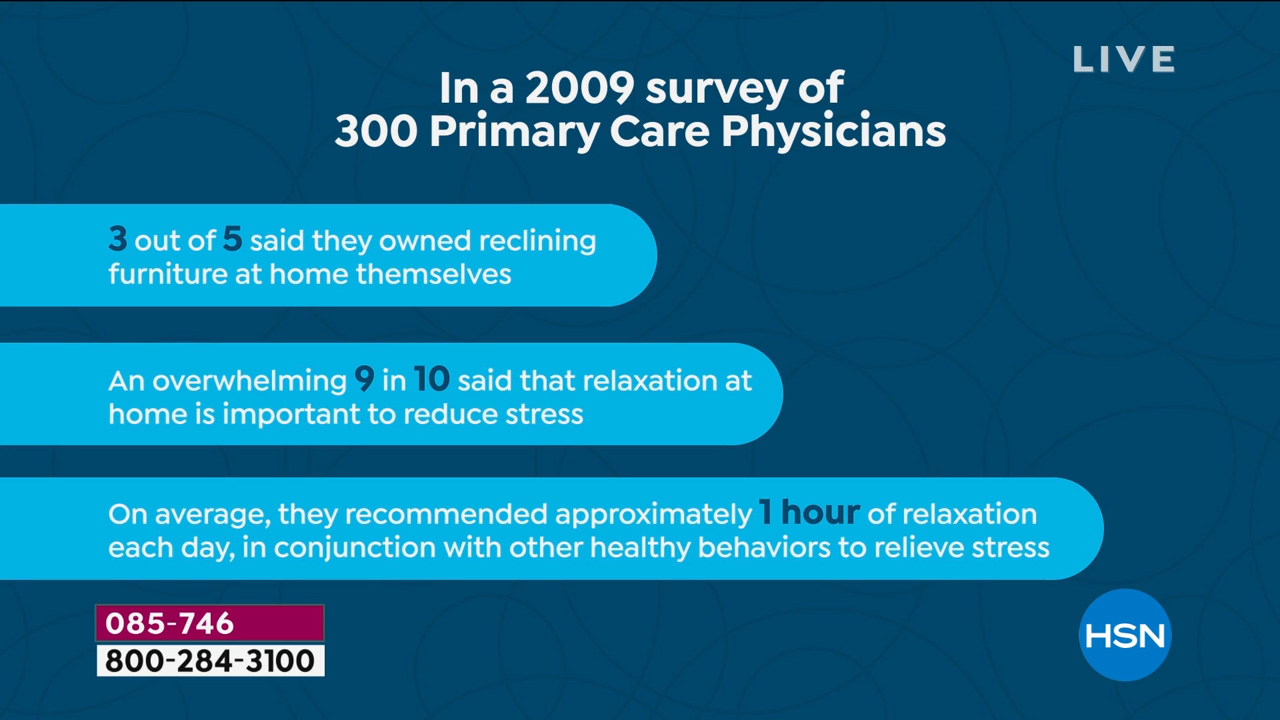 LIVE
In a 2009 survey of
300 Primary Care Physicians
3 out of 5 said they owned reclining
furniture at home themselves
An overwhelming 9 in 10 said that relaxation at
home is important to reduce stress
On average, they recommended approximately 1 hour of relaxation
each day, in conjunction with other healthy behaviors to relieve stress
085-746
800-284-3100
HSN